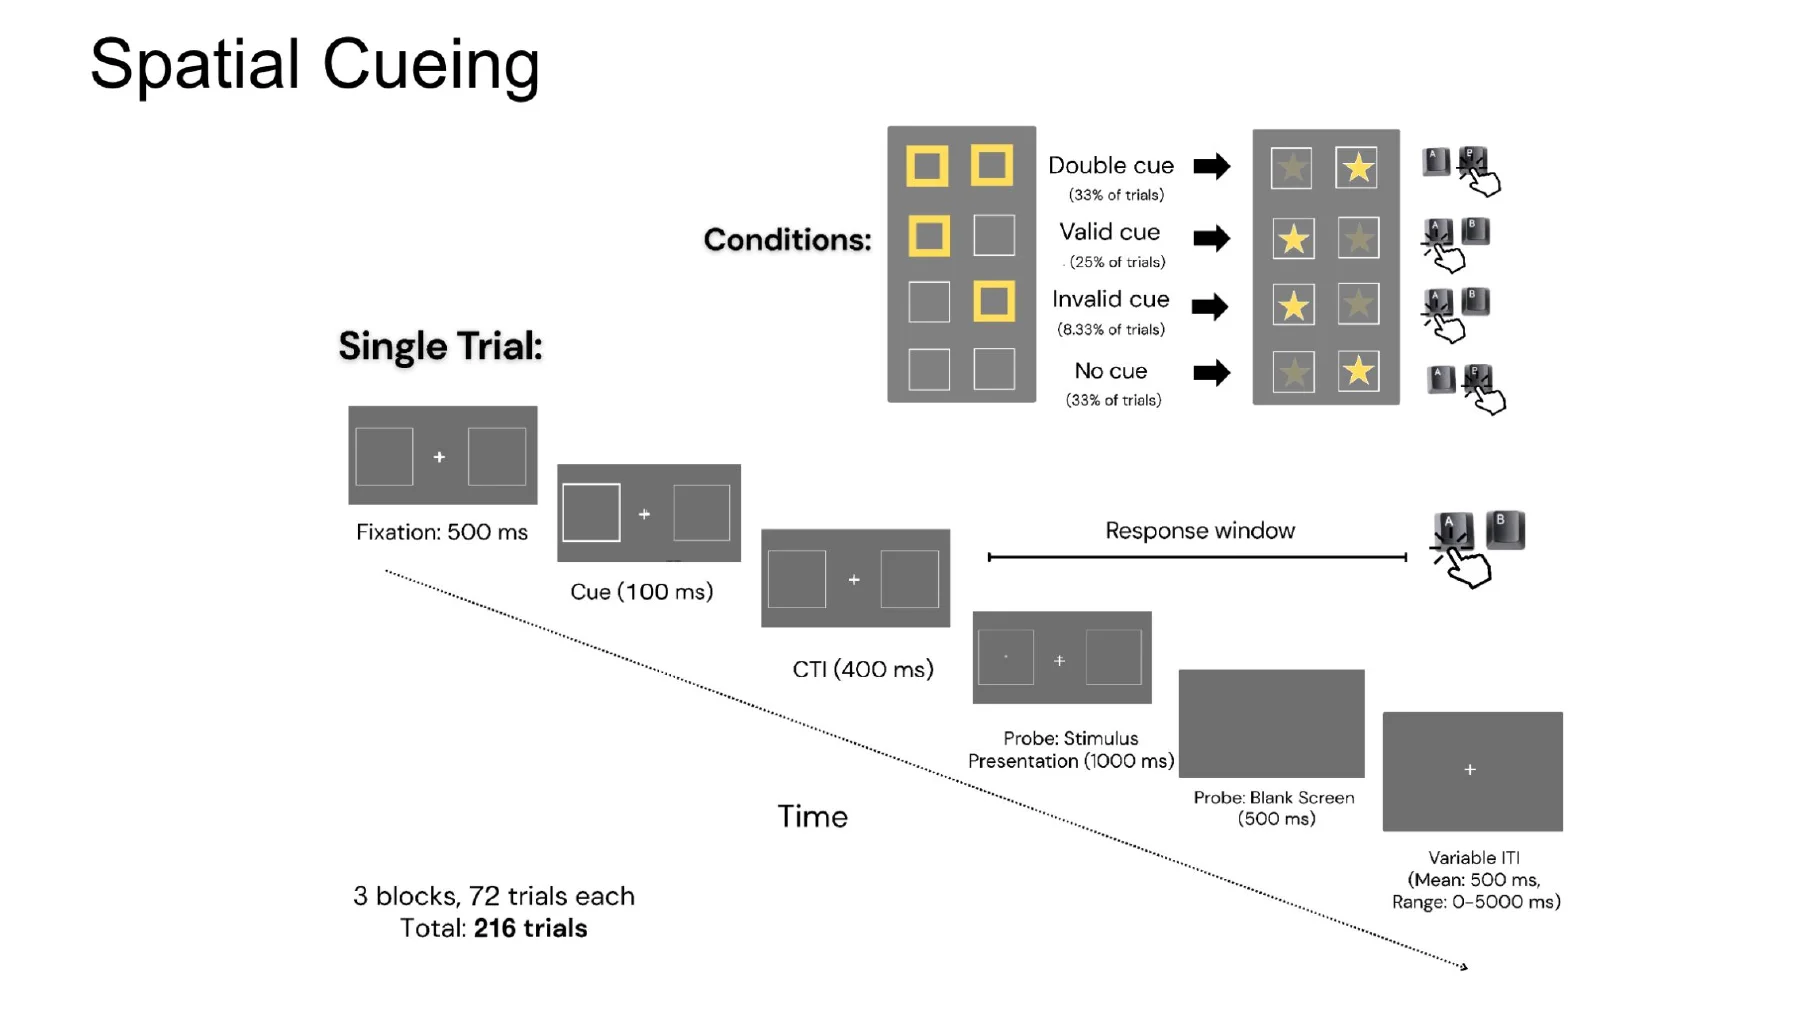 Spatial Cueing
Conditions:
Double cue
(33% of trials)
Valid cue
. (25% of trials)
Invalid cue
(8.33% of trials)
No cue
(33% of trials)
A
A B
A B
A B
Single Trial:
Fixation: 500 ms
Cue (100 ms)
CTI (400 ms)
Response window
A B
Probe: Stimulus
Presentation (1000 ms)
Probe: Blank Screen
(500 ms)
Variable ITI
(Mean: 500 ms,
Range: 0-5000 ms)
Time
3 blocks, 72 trials each
Total: 216 trials